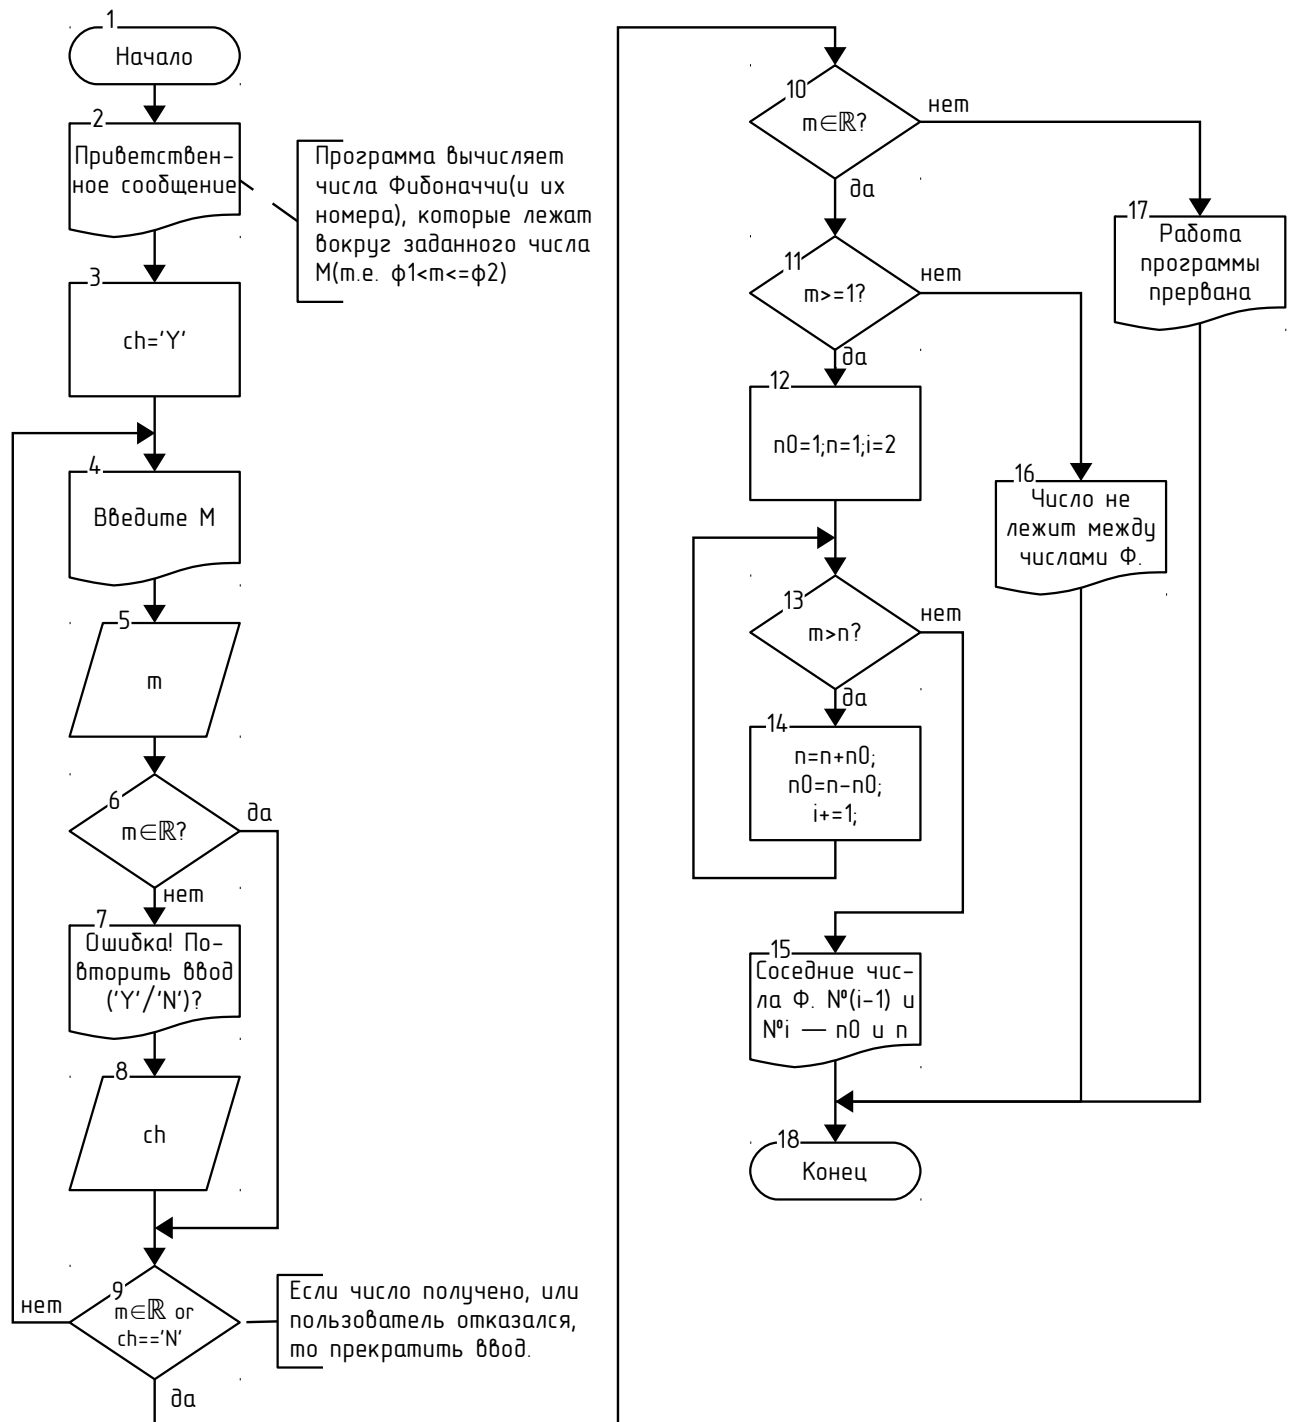 1
Начало
2
Приветствен-
ное сообщение
Программа вычисляет
числа Фибоначчи(и их
номера), которые лежат
вокруг заданного числа
М(т.е. ф1<m<=ф2)
3
ch='Y'
4
Введите М
5
m
6
m∈ℝ?
да
нет
7
Ошибка! По-
вторить ввод
('Y'/'N')?
8
ch
9
m∈ℝ or
ch=='N'
нет
да
Если число получено, или
пользователь отказался,
то прекратить ввод.
10
m∈ℝ?
нет
да
11
m>=1?
нет
да
12
n0=1;n=1;i=2
13
m>n?
нет
да
14
n=n+n0;
n0=n-n0;
i+=1;
15
Соседние чис-
ла Ф. №(i-1) и
№i — n0 и n
16
Число не
лежит между
числами Ф.
17
Работа
программы
прервана
18
Конец